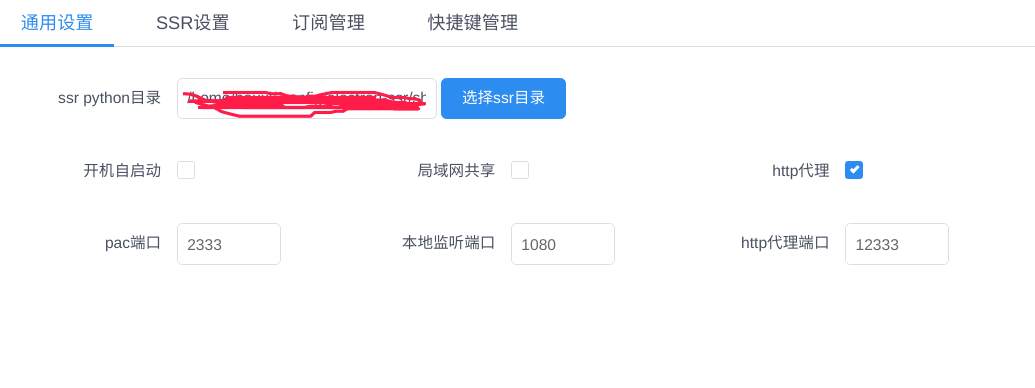 通用设置 SSR设置 订阅管理 快捷键管理
ssr python目录 选择ssr目录
开机自启动 局域网共享 http代理
pac端口 2333 本地监听端口 1080 http代理端口 12333